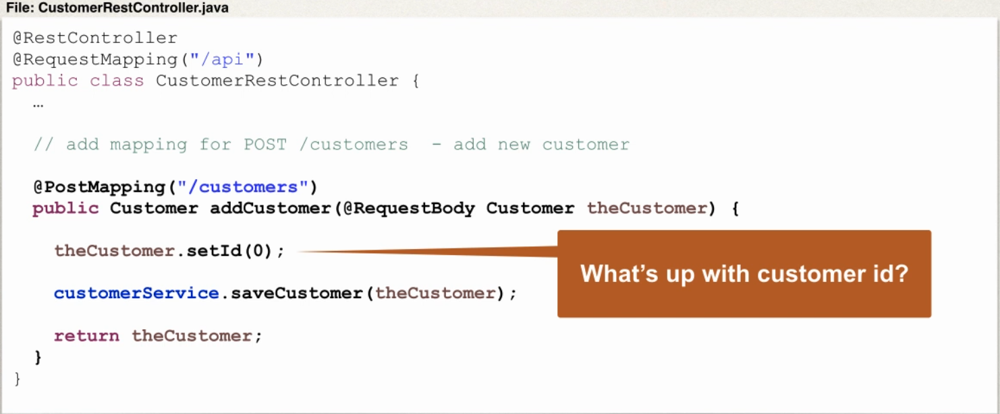 File: CustomerRestController.java
@RestController
@RequestMapping("/api")
public class CustomerRestController {
…
// add mapping for POST /customers  - add new customer
@PostMapping("/customers")
public Customer addCustomer(@RequestBody Customer theCustomer) {
theCustomer.setId(0);
What’s up with customer id?
customerService.saveCustomer(theCustomer);
return theCustomer;
}
}